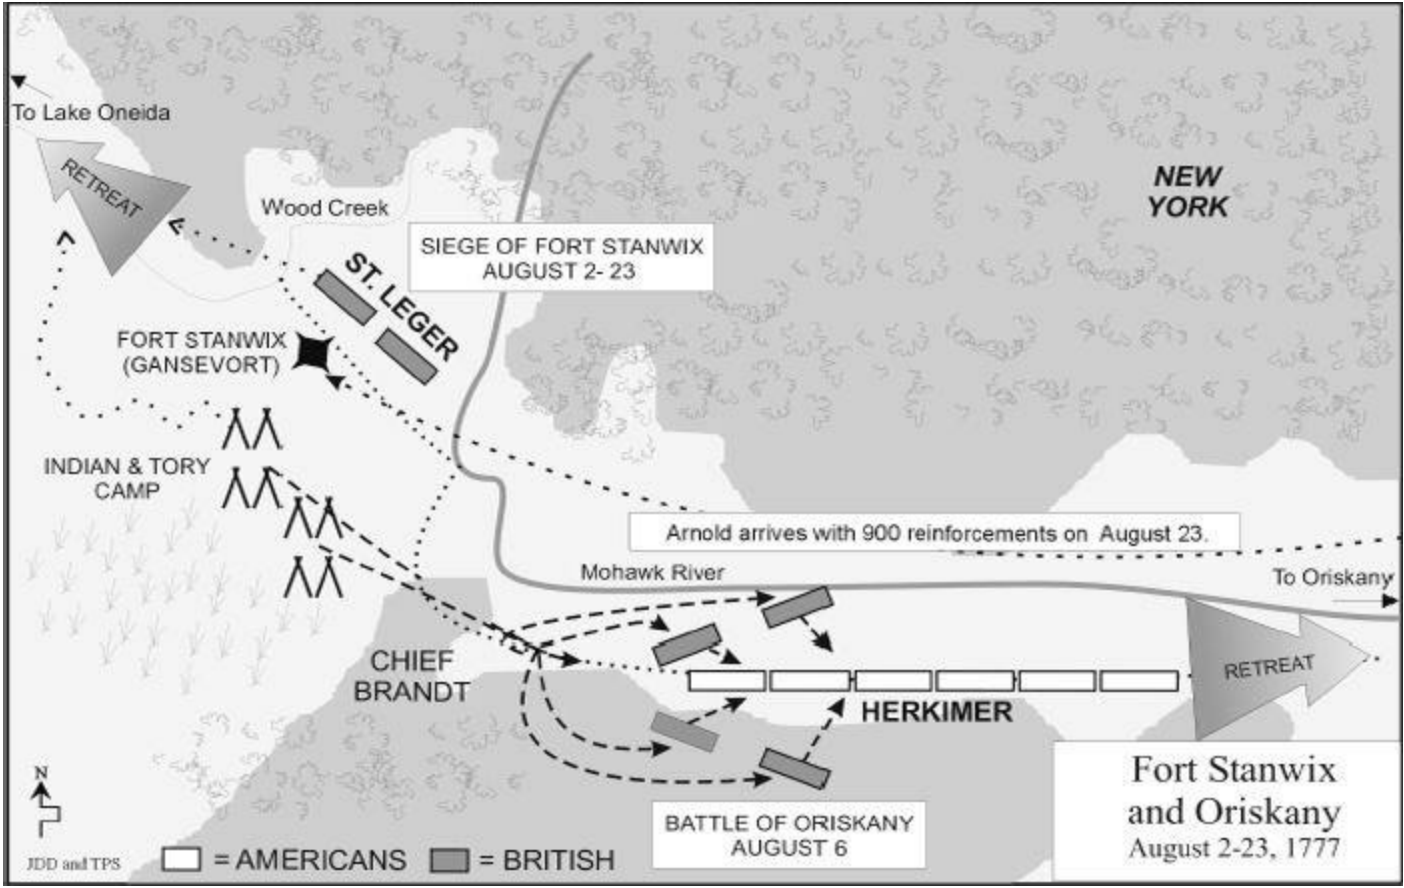 To Lake Oneida
RETREAT
Wood Creek
NEW
YORK
SIEGE OF FORT STANWIX
AUGUST 2- 23
ST. LEGER
FORT STANWIX
(GANSEVORT)
INDIAN & TORY
CAMP
Arnold arrives with 900 reinforcements on August 23.
Mohawk River
To Oriskany
CHIEF
BRANDT
RETREAT
HERKIMER
BATTLE OF ORISKANY
AUGUST 6
Fort Stanwix
and Oriskany
August 2-23, 1777
N
JDD and TPS
= AMERICANS
= BRITISH